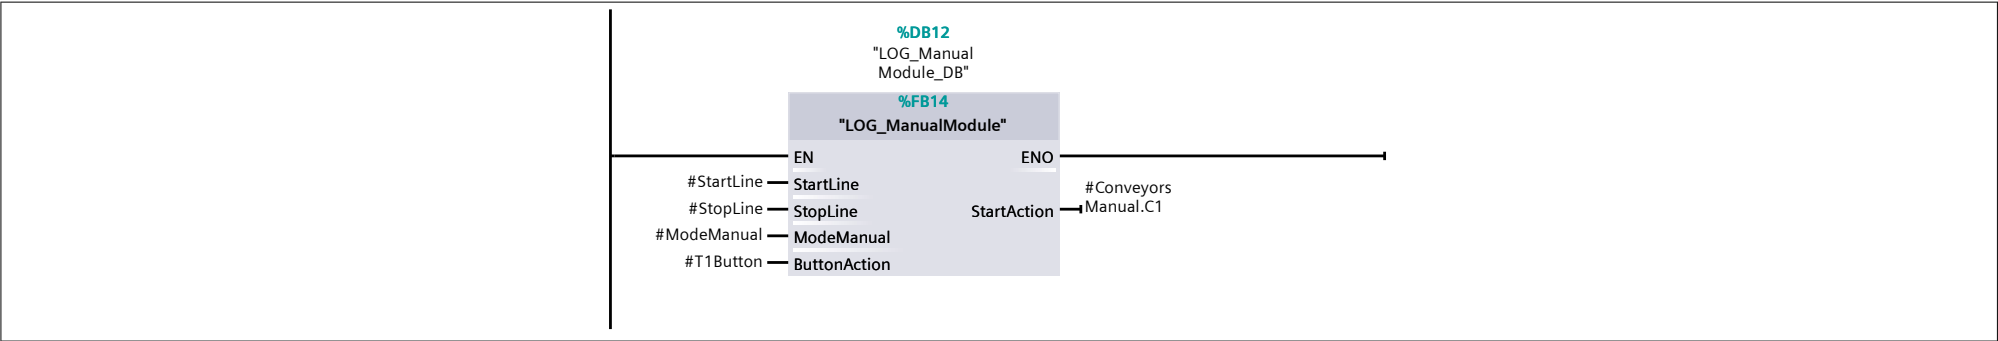 %DB12
"LOG_Manual
Module_DB"
%FB14
"LOG_ManualModule"
EN
ENO
#StartLine
StartLine
#StopLine
StopLine
StartAction
#Conveyors
Manual.C1
#ModeManual
ModeManual
#T1Button
ButtonAction